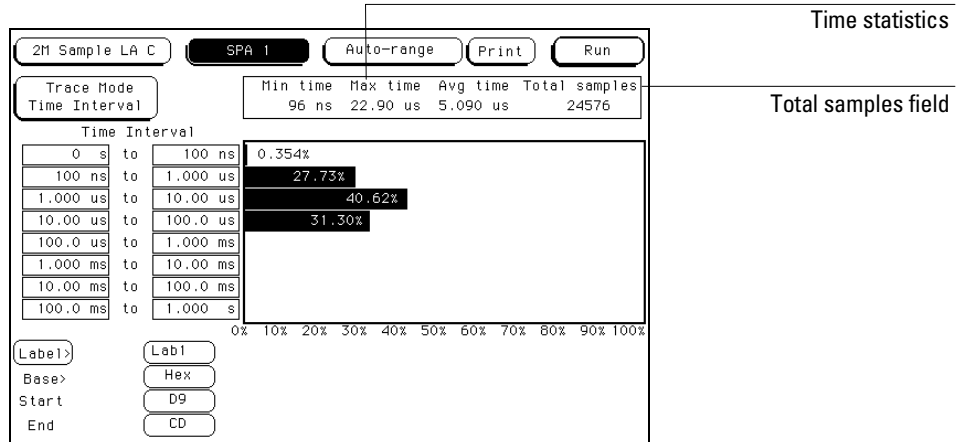 Time statistics
2M Sample LA C SPA 1 Auto-range Print Run
Trace Mode
Time Interval
Min time Max time Avg time Total samples
96 ns 22.90 us 5.090 us 24576
Total samples field
Time Interval
0 s to 100 ns 0.354%
100 ns to 1.000 us 27.73%
1.000 us to 10.00 us 40.62%
10.00 us to 100.0 us 31.30%
100.0 us to 1.000 ms
1.000 ms to 10.00 ms
10.00 ms to 100.0 ms
100.0 ms to 1.000 s
0% 10% 20% 30% 40% 50% 60% 70% 80% 90% 100%
Label> Lab1
Base> Hex
Start D9
End CD